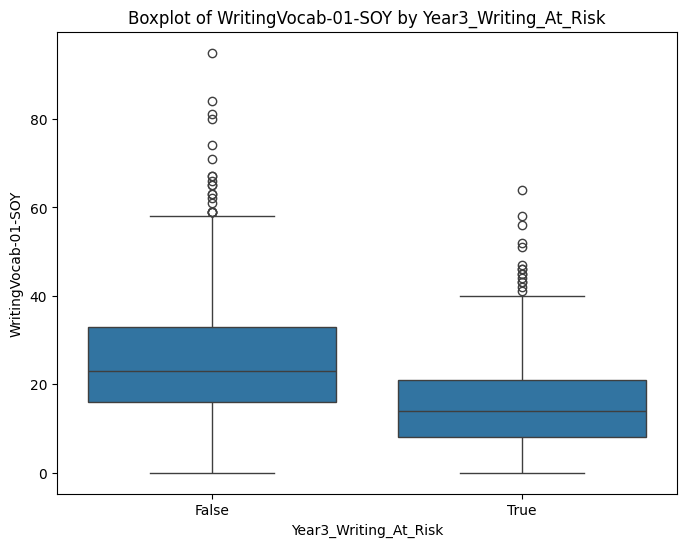 Boxplot of WritingVocab-01-SOY by Year3_Writing_At_Risk
WritingVocab-01-SOY
80
60
40
20
0
False
True
Year3_Writing_At_Risk